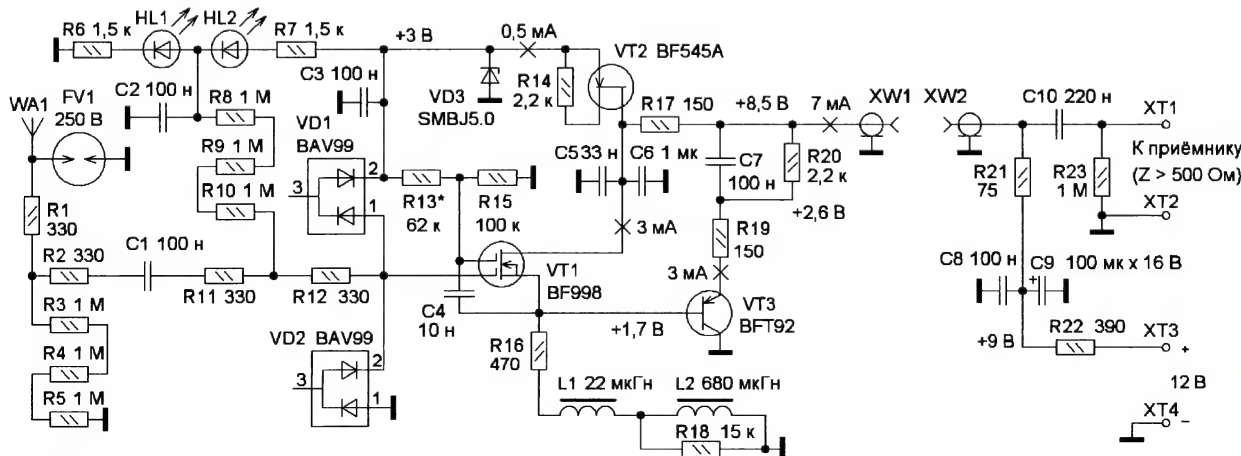 R6 1,5 к
HL1
HL2
R7 1,5 к
+3 В
0,5 мА
VT2 BF545A
C2 100 н
C3 100 н
R14
2,2 к
WA1
FV1
250 В
R8 1 М
VD1
BAV99
VD3
SMBJ5.0
R17 150
+8,5 В
7 мА
XW1
XW2
C10 220 н
XT1
R9 1 М
2
3
1
C5 33 н
C6 1 мк
C7
100 н
R20
2,2 к
R21
75
R23
1 М
К приёмнику
(Z > 500 Ом)
R10 1 М
R13*
62 к
R15
100 к
+2,6 В
XT2
R1
330
R2 330
C1 100 н
3 мА
R19
150
R11 330
R12 330
VT1
BF998
3 мА
C8 100 н
C9
+
100 мк x 16 В
R3 1 М
C4
10 н
VT3
BFT92
R4 1 М
VD2 BAV99
+1,7 В
+9 В
R22 390
XT3
+
2
3
1
R16
470
L1 22 мкГн
L2 680 мкГн
12 В
R5 1 М
R18 15 к
XT4
−